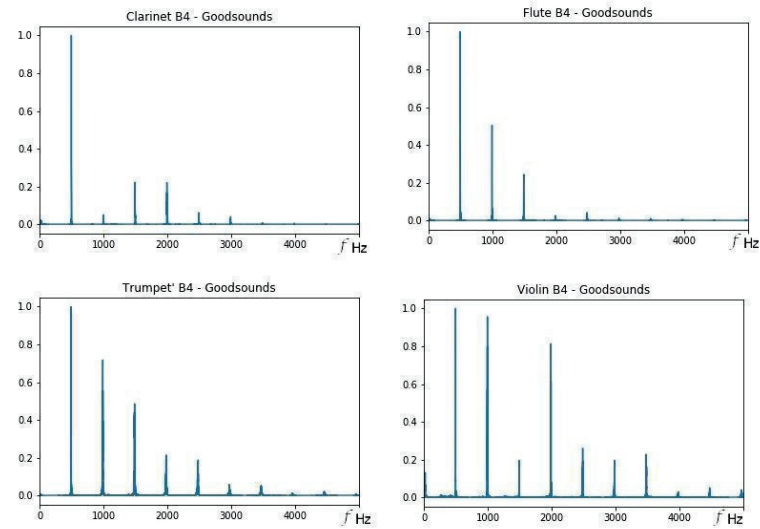 Clarinet B4 - Goodsounds
1.0
0.8
0.6
0.4
0.2
0.0
0 1000 2000 3000 4000
f Hz
Flute B4 - Goodsounds
1.0
0.8
0.6
0.4
0.2
0.0
0 1000 2000 3000 4000
f Hz
Trumpet' B4 - Goodsounds
1.0
0.8
0.6
0.4
0.2
0.0
0 1000 2000 3000 4000
f Hz
Violin B4 - Goodsounds
1.0
0.8
0.6
0.4
0.2
0.0
0 1000 2000 3000 4000
f Hz